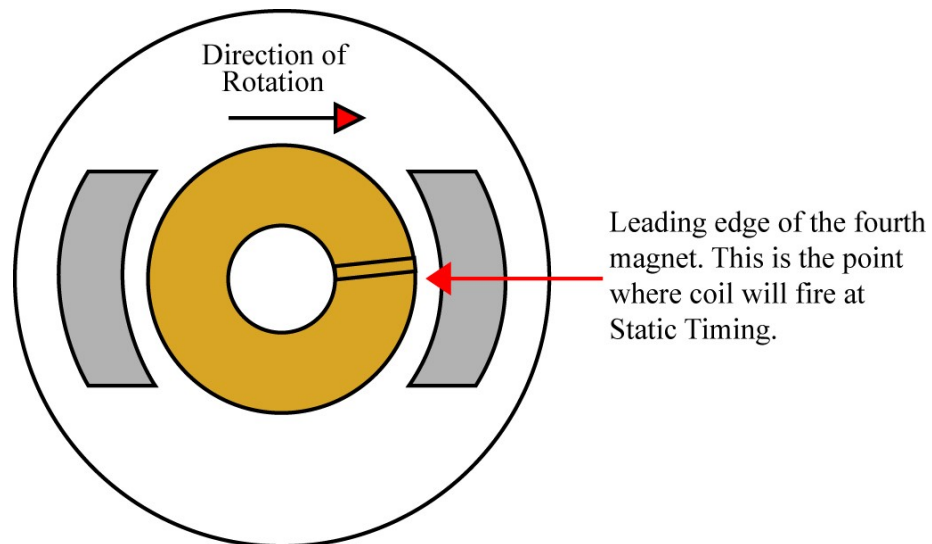 Direction of
Rotation
Leading edge of the fourth
magnet. This is the point
where coil will fire at
Static Timing.